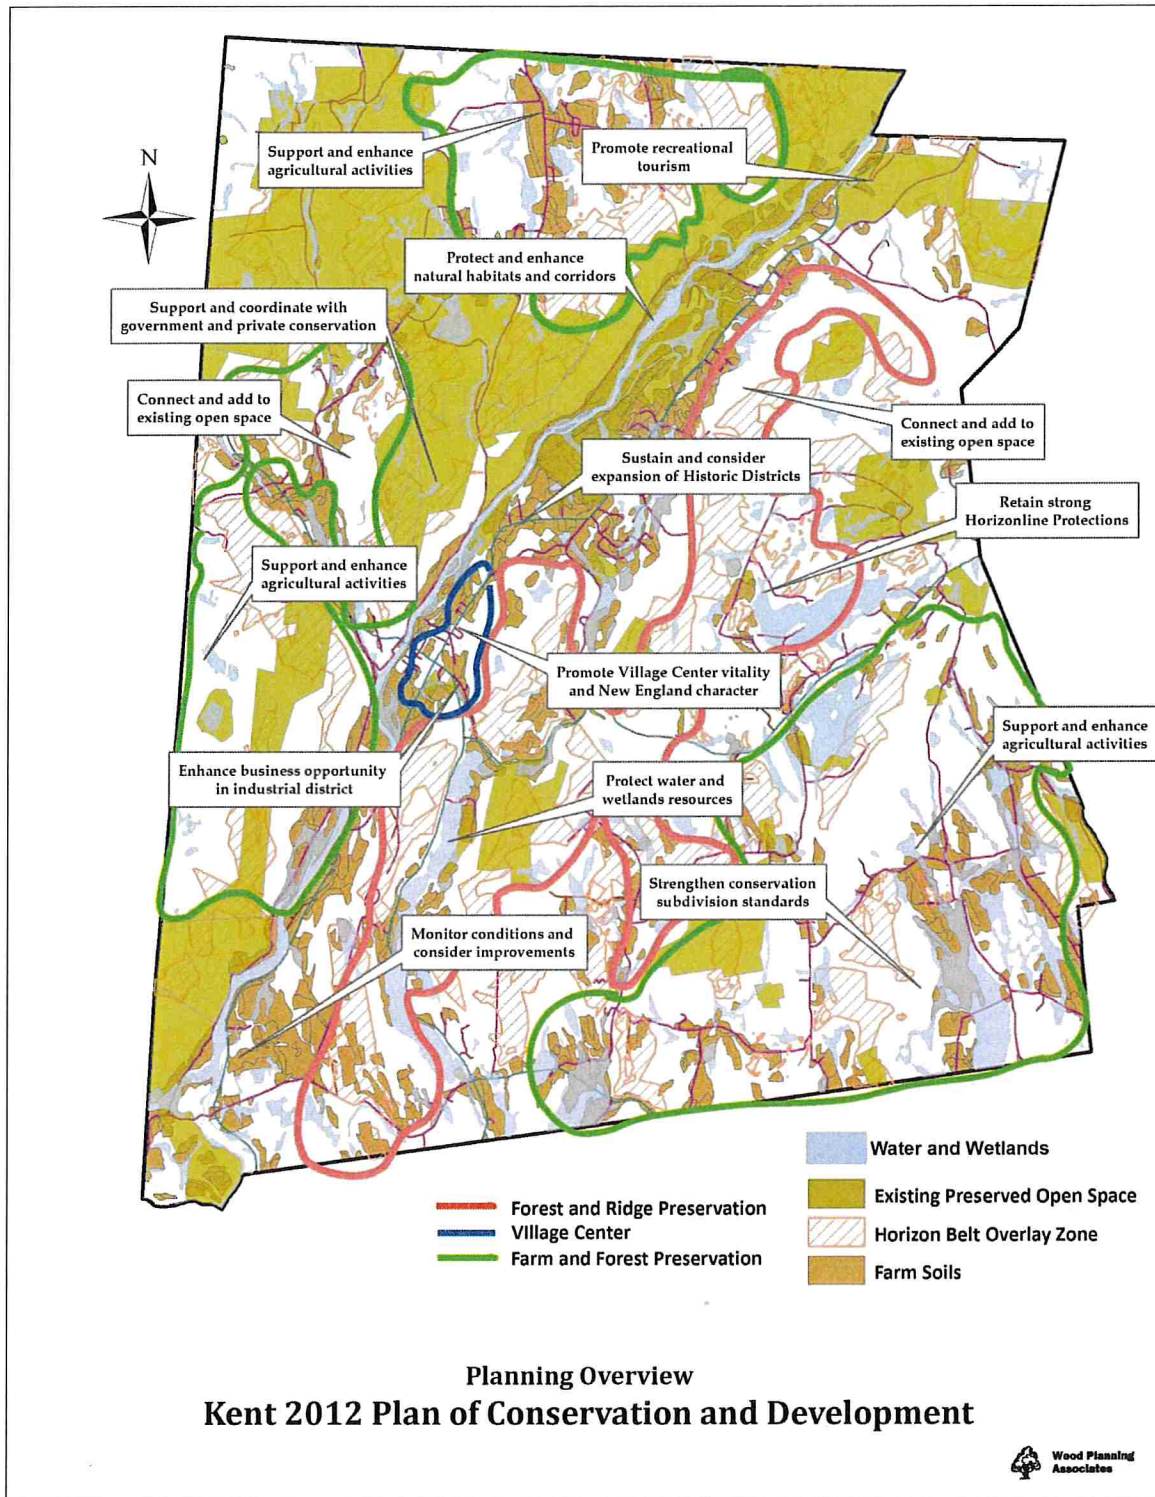 N
Support and enhance
agricultural activities
Promote recreational
tourism
Protect and enhance
natural habitats and corridors
Support and coordinate with
government and private conservation
Connect and add to
existing open space
Connect and add to
existing open space
Sustain and consider
expansion of Historic Districts
Retain strong
Horizonline Protections
Support and enhance
agricultural activities
Promote Village Center vitality
and New England character
Support and enhance
agricultural activities
Enhance business opportunity
in industrial district
Protect water and
wetlands resources
Strengthen conservation
subdivision standards
Monitor conditions and
consider improvements
Forest and Ridge Preservation
Village Center
Farm and Forest Preservation
Water and Wetlands
Existing Preserved Open Space
Horizon Belt Overlay Zone
Farm Soils
Planning Overview
Kent 2012 Plan of Conservation and Development
Wood Planning
Associates